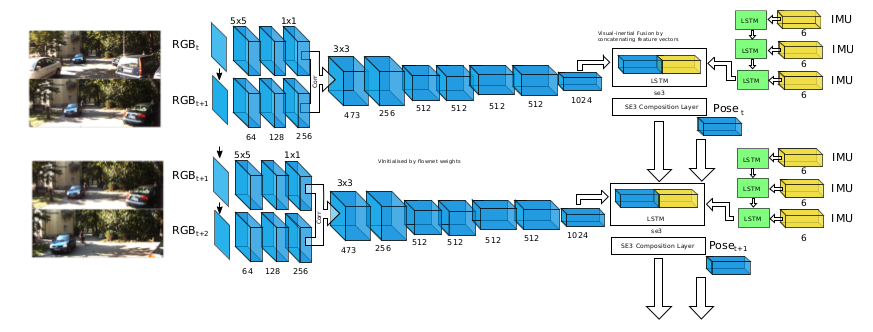 5x5 1x1
RGBt
RGBt+1
Corr
3x3
64 128 256
473 256 512 512 512 512 1024
Visual-inertial Fusion by
concatenating feature vectors
LSTM
se3
SE3 Composition Layer
Pose t
LSTM IMU
6
LSTM IMU
6
LSTM IMU
6
5x5 1x1
RGBt+1
RGBt+2
Corr
3x3
64 128 256
473 256 512 512 512 512 1024
Vinitialised by flownet weights
LSTM
se3
SE3 Composition Layer
Pose t+1
LSTM IMU
6
LSTM IMU
6
LSTM IMU
6